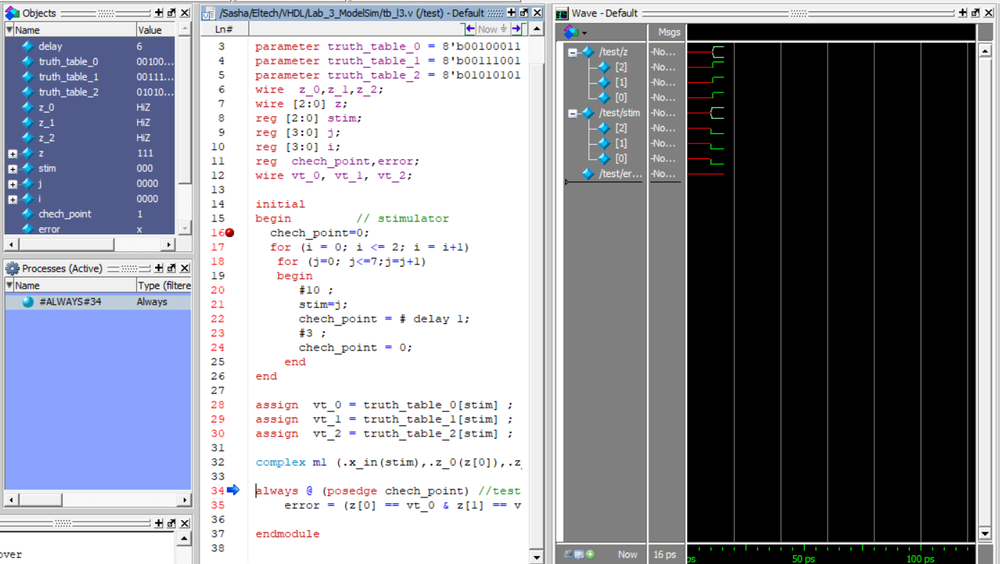 Objects
Name Value
delay 6
truth_table_0 00100...
truth_table_1 00111...
truth_table_2 01010...
z_0 HiZ
z_1 HiZ
z_2 HiZ
z 111
stim 000
j 0000
i 0000
chech_point 1
error x
Processes (Active)
Name Type (filtere
#ALWAYS#34 Always
over
/Sasha/Eltech/VHDL/Lab_3_ModelSim/tb_l3.v (/test) - Default
Ln# Now
3 parameter truth_table_0 = 8'b00100011
4 parameter truth_table_1 = 8'b00111001
5 parameter truth_table_2 = 8'b01010101
6 wire z_0,z_1,z_2;
7 wire [2:0] z;
8 reg [2:0] stim;
9 reg [3:0] j;
10 reg [3:0] i;
11 reg chech_point,error;
12 wire vt_0, vt_1, vt_2;
13
14 initial
15 begin // stimulator
16 chech_point=0;
17 for (i = 0; i <= 2; i = i+1)
18 for (j=0; j<=7;j=j+1)
19 begin
20 #10 ;
21 stim=j;
22 chech_point = # delay 1;
23 #3 ;
24 chech_point = 0;
25 end
26 end
27
28 assign vt_0 = truth_table_0[stim] ;
29 assign vt_1 = truth_table_1[stim] ;
30 assign vt_2 = truth_table_2[stim] ;
31
32 complex m1 (.x_in(stim),.z_0(z[0]),.z
33
34 always @ (posedge chech_point) //test
35 error = (z[0] == vt_0 & z[1] == v
36
37 endmodule
38
Wave - Default
Msgs
/test/z -No...
[2] -No...
[1] -No...
[0] -No...
/test/stim -No...
[2] -No...
[1] -No...
[0] -No...
/test/er... -No...
Now 16 ps ps 50 ps 100 ps